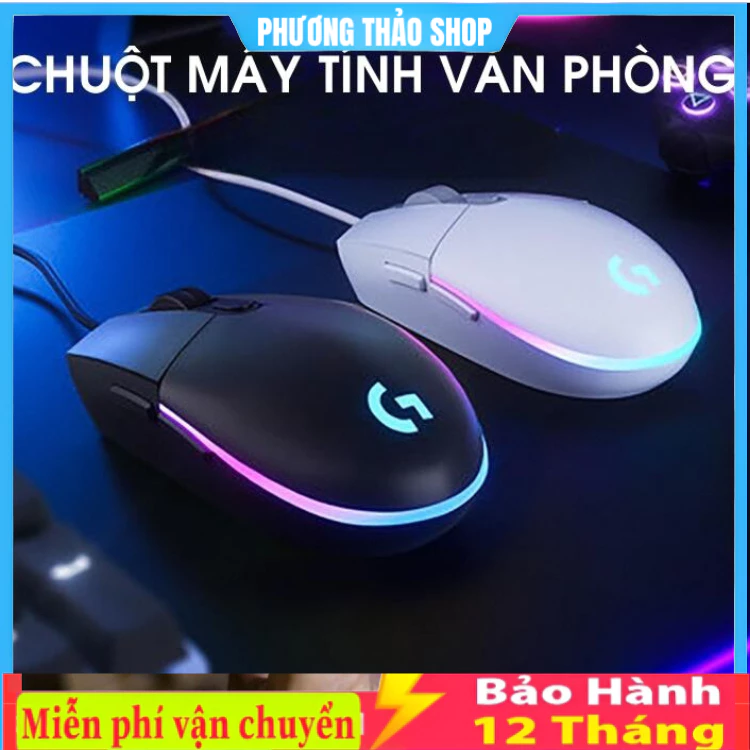 PHƯƠNG THẢO SHOP
CHUỘT MÁY TÍNH VĂN PHÒNG
Bảo Hành
Miễn phí vận chuyển
12 Tháng